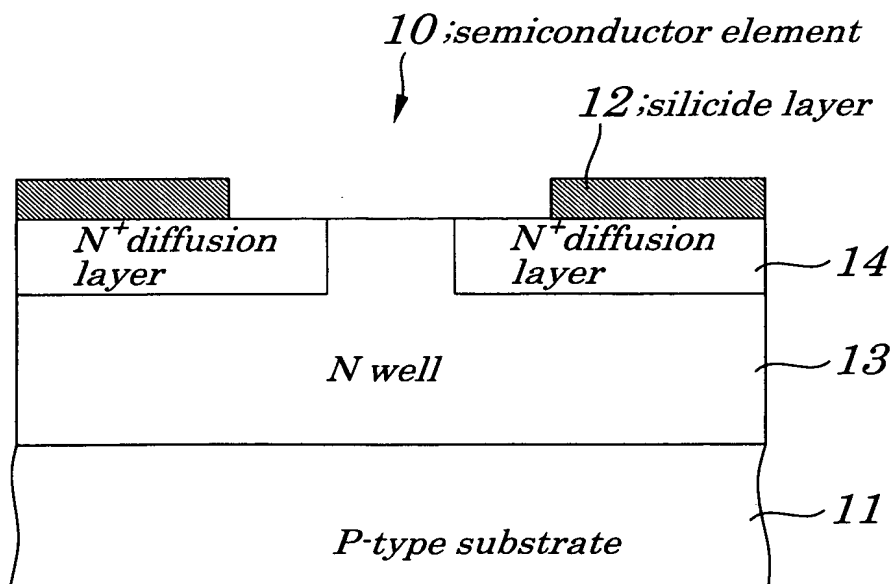 10 ;semiconductor element
12 ;silicide layer
N+ diffusion
layer
N+ diffusion
layer
14
N well
13
P-type substrate
11